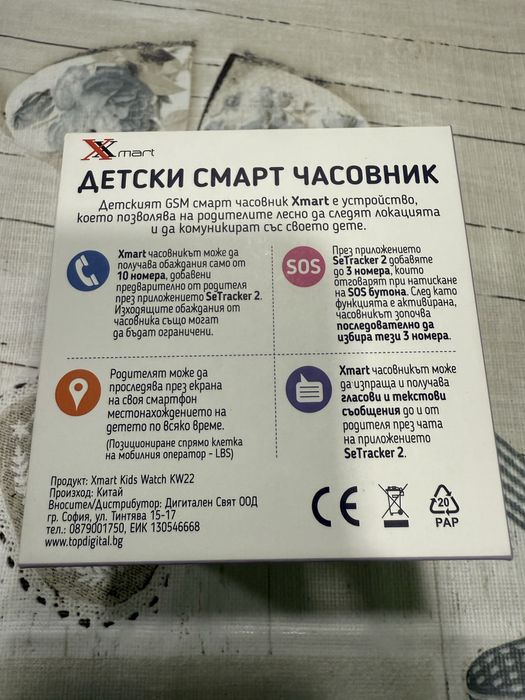 Xmart
ДЕТСКИ СМАРТ ЧАСОВНИК
Детският GSM смарт часовник Xmart е устройство,
което позволява на родителите лесно да следят локацията
и да комуникират със своето дете.
Xmart часовникът може да
получава обаждания само от
10 номера, добавени
предварително от родителя
през приложението SeTracker 2.
Изходящите обаждания от
часовника също могат
да бъдат ограничени.
SOS
През приложението
SeTracker 2 добавяте
до 3 номера, които
отговарят при натискане
на SOS бутона. След като
функцията е активирана,
часовникът започва
последователно да
избира тези 3 номера.
Родителят може да
проследява през екрана
на своя смартфон
местонахождението на
детето по всяко време.
(Позициониране спрямо клетка
на мобилния оператор - LBS)
Xmart часовникът може
да изпраща и получава
гласови и текстови
съобщения до и от
родителя през чата
на приложението
SeTracker 2.
Продукт: Xmart Kids Watch KW22
Произход: Китай
Вносител/Дистрибутор: Дигитален Свят ООД
гр. София, ул. Тинтява 15-17
тел.: 0879001750, ЕИК 130546668
www.topdigital.bg
CE
20
PAP